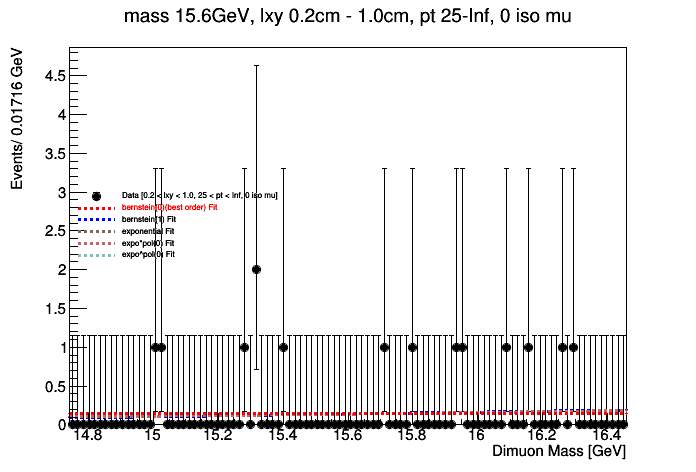 mass 15.6GeV, lxy 0.2cm - 1.0cm, pt 25-Inf, 0 iso mu
Events/ 0.01716 GeV
4.5
4
3.5
3
2.5
2
1.5
1
0.5
0
Data [0.2 < lxy < 1.0, 25 < pt < Inf, 0 iso mu]
bernstein(0)(best order) Fit
bernstein(1) Fit
exponential Fit
expo*pol(0) Fit
expo^pol(0) Fit
14.8 15 15.2 15.4 15.6 15.8 16 16.2 16.4
Dimuon Mass [GeV]